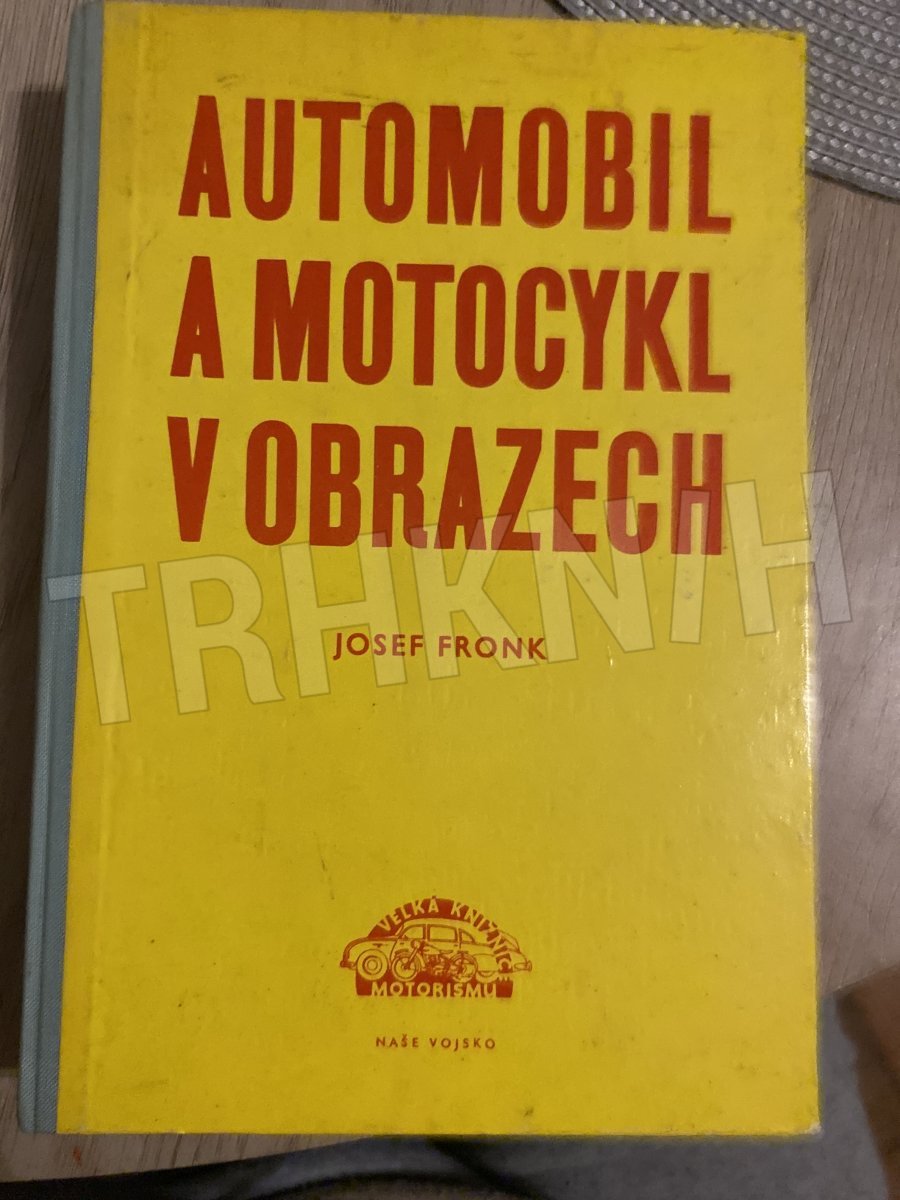 AUTOMOBIL
A MOTOCYKL
V OBRAZECH
TRHKNIH
JOSEF FRONK
VELKÁ KNIŽNICE
MOTORISMU
NAŠE VOJSKO